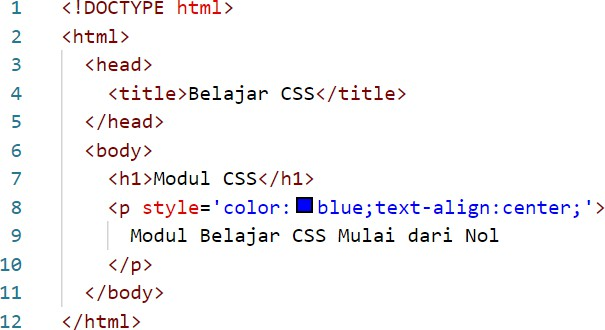 1 <!DOCTYPE html>
2 <html>
3 <head>
4 <title>Belajar CSS</title>
5 </head>
6 <body>
7 <h1>Modul CSS</h1>
8 <p style='color:blue;text-align:center;'>
9 Modul Belajar CSS Mulai dari Nol
10 </p>
11 </body>
12 </html>